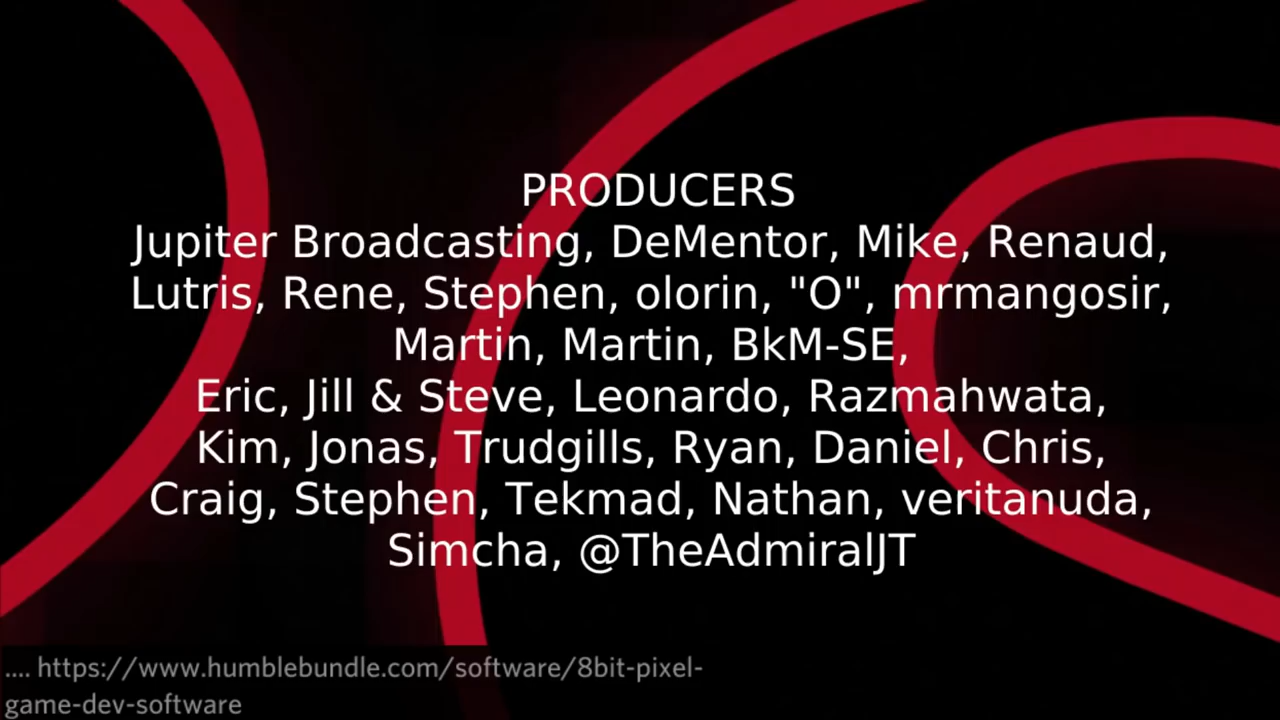 PRODUCERS
Jupiter Broadcasting, DeMentor, Mike, Renaud,
Lutris, Rene, Stephen, olorin, "O", mrmangosir,
Martin, Martin, BkM-SE,
Eric, Jill & Steve, Leonardo, Razmahwata,
Kim, Jonas, Trudgills, Ryan, Daniel, Chris,
Craig, Stephen, Tekmad, Nathan, veritanuda,
Simcha, @TheAdmiralJT
.... https://www.humblebundle.com/software/8bit-pixel-
game-dev-software